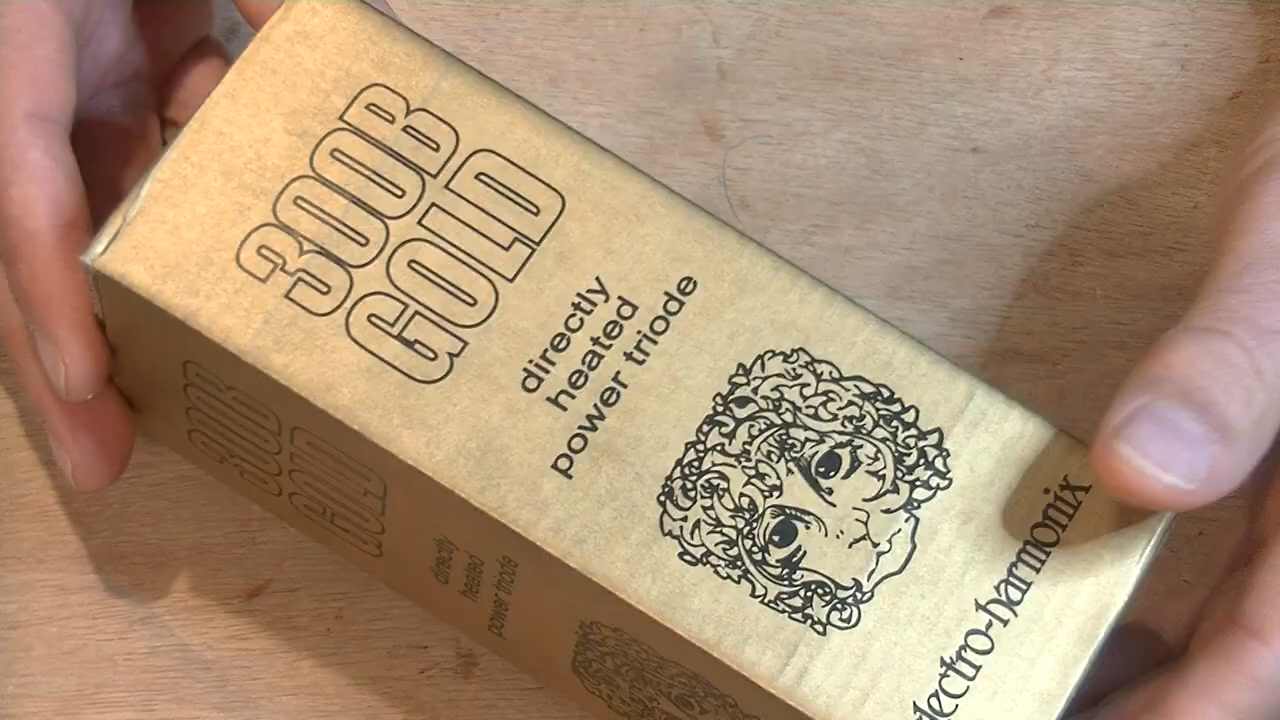 300B
GOLD
directly
heated
power triode
electro-harmonix
300B
GOLD
directly
heated
power triode